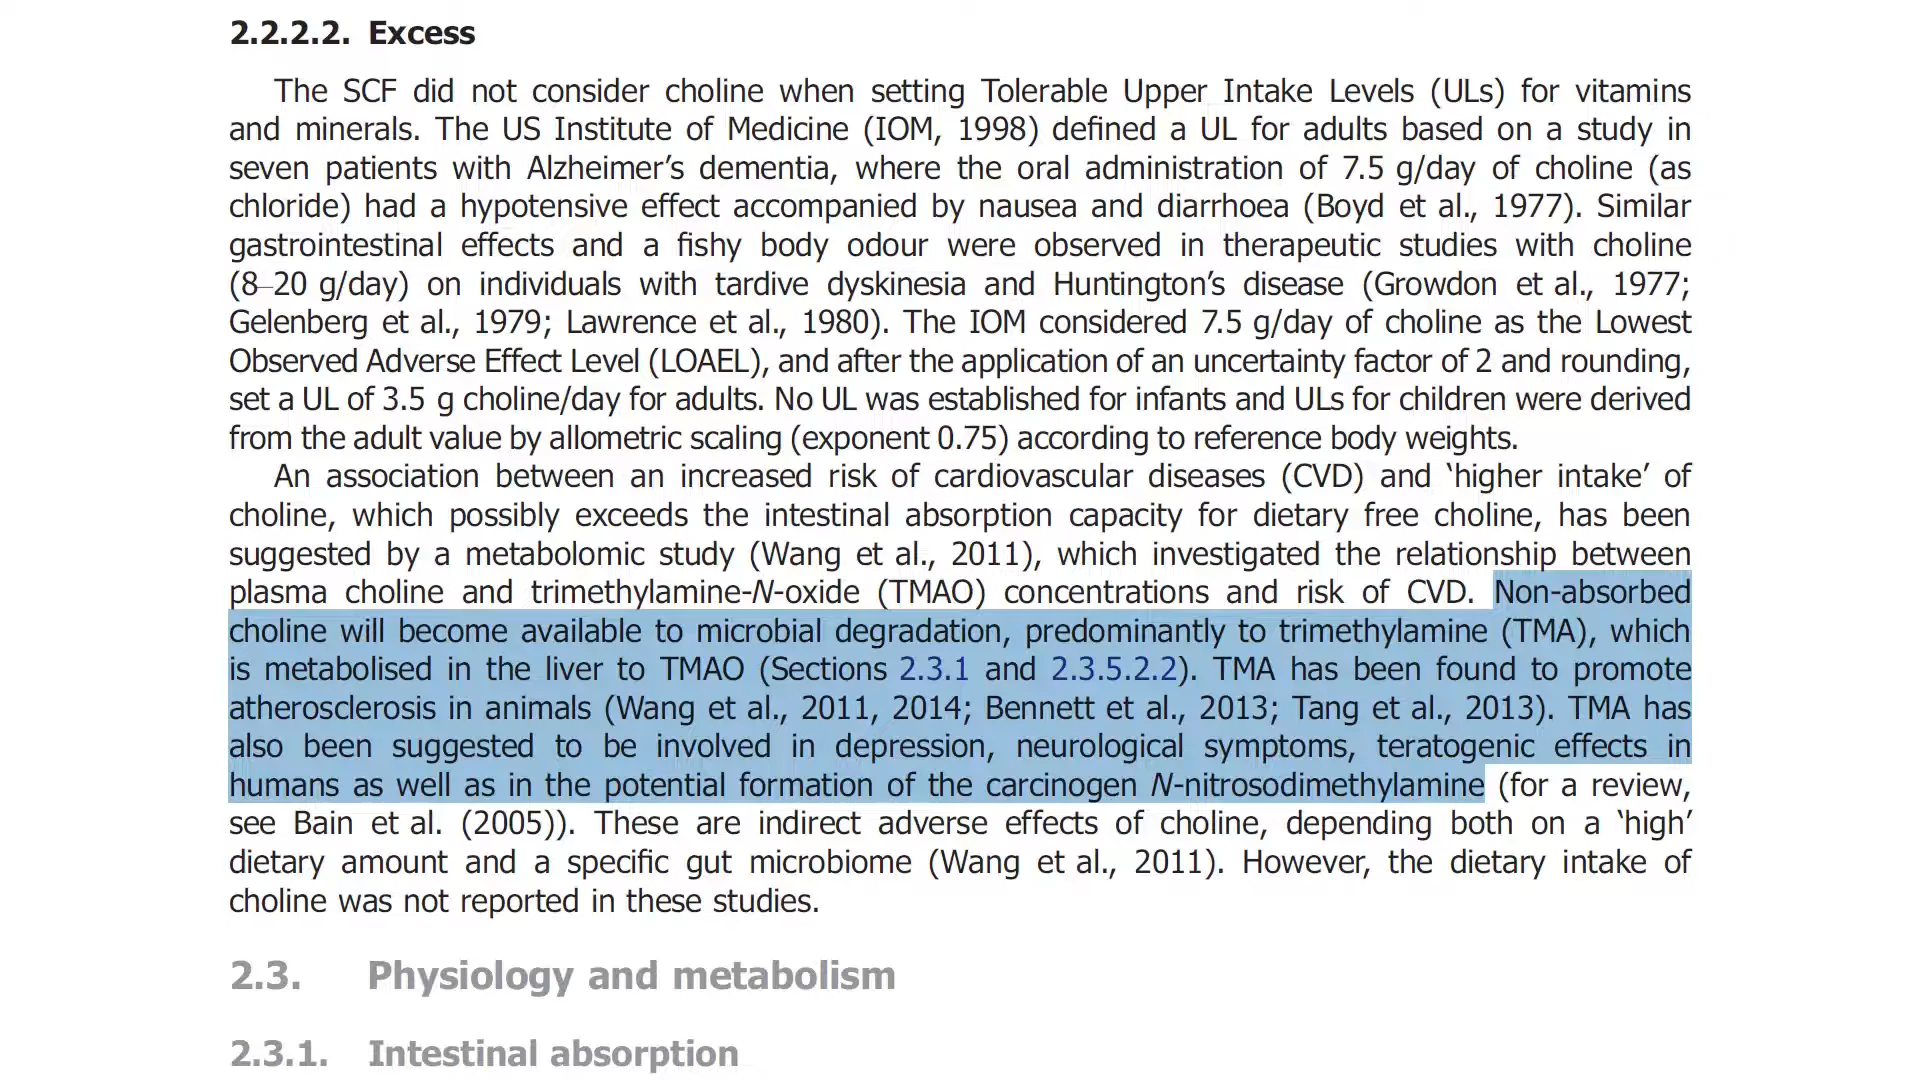 2.2.2.2. Excess
The SCF did not consider choline when setting Tolerable Upper Intake Levels (ULs) for vitamins
and minerals. The US Institute of Medicine (IOM, 1998) defined a UL for adults based on a study in
seven patients with Alzheimer’s dementia, where the oral administration of 7.5 g/day of choline (as
chloride) had a hypotensive effect accompanied by nausea and diarrhoea (Boyd et al., 1977). Similar
gastrointestinal effects and a fishy body odour were observed in therapeutic studies with choline
(8–20 g/day) on individuals with tardive dyskinesia and Huntington’s disease (Growdon et al., 1977;
Gelenberg et al., 1979; Lawrence et al., 1980). The IOM considered 7.5 g/day of choline as the Lowest
Observed Adverse Effect Level (LOAEL), and after the application of an uncertainty factor of 2 and rounding,
set a UL of 3.5 g choline/day for adults. No UL was established for infants and ULs for children were derived
from the adult value by allometric scaling (exponent 0.75) according to reference body weights.
An association between an increased risk of cardiovascular diseases (CVD) and ‘higher intake’ of
choline, which possibly exceeds the intestinal absorption capacity for dietary free choline, has been
suggested by a metabolomic study (Wang et al., 2011), which investigated the relationship between
plasma choline and trimethylamine-N-oxide (TMAO) concentrations and risk of CVD. Non-absorbed
choline will become available to microbial degradation, predominantly to trimethylamine (TMA), which
is metabolised in the liver to TMAO (Sections 2.3.1 and 2.3.5.2.2). TMA has been found to promote
atherosclerosis in animals (Wang et al., 2011, 2014; Bennett et al., 2013; Tang et al., 2013). TMA has
also been suggested to be involved in depression, neurological symptoms, teratogenic effects in
humans as well as in the potential formation of the carcinogen N-nitrosodimethylamine (for a review,
see Bain et al. (2005)). These are indirect adverse effects of choline, depending both on a ‘high’
dietary amount and a specific gut microbiome (Wang et al., 2011). However, the dietary intake of
choline was not reported in these studies.
2.3. Physiology and metabolism
2.3.1. Intestinal absorption